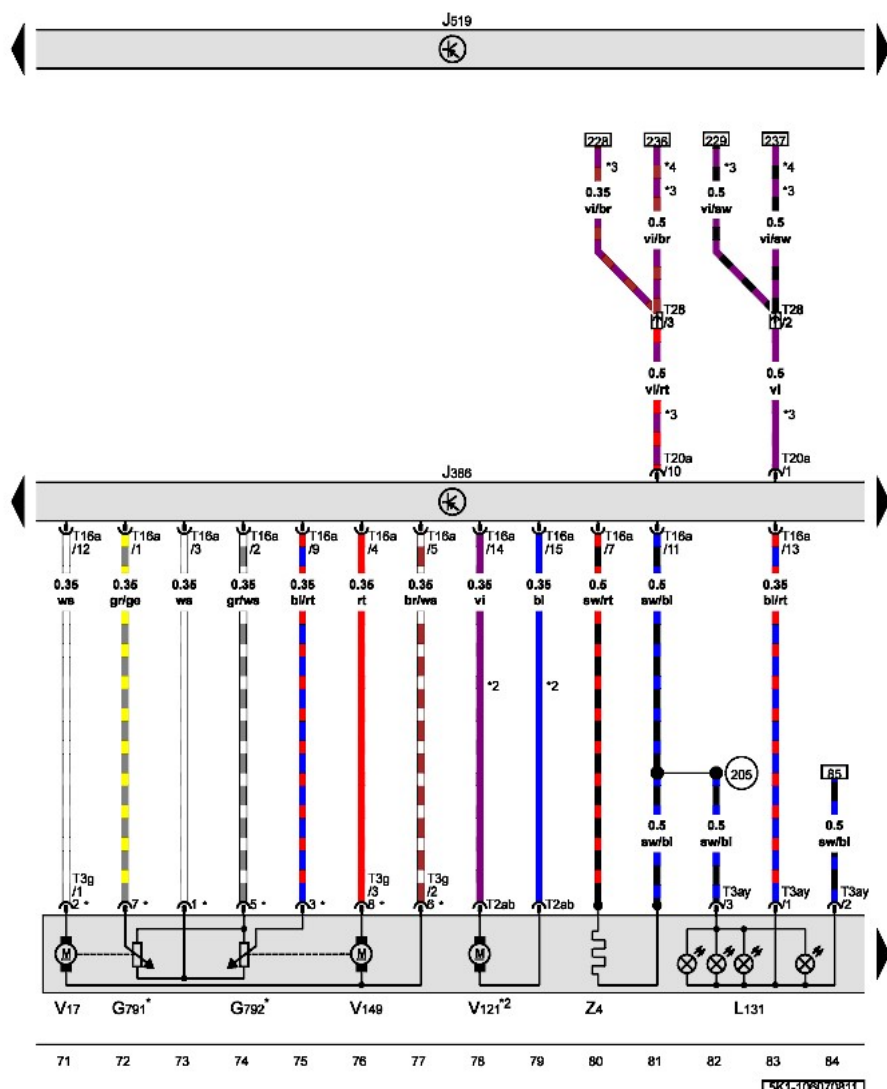 J519
228 236 229 237
*3 *4 *3 *4
0.35 *3 0.5 *3
vi/br vi/sw
0.5 0.5
vi/br vi/sw
T28 T28
/3 /2
0.5 0.5
vi/rt vi
*3 *3
T20a T20a
/10 /1
J386
T16a T16a T16a T16a T16a T16a T16a T16a T16a T16a T16a T16a
/12 /1 /3 /2 /9 /4 /5 /14 /15 /7 /11 /13
0.35 0.35 0.35 0.35 0.35 0.35 0.35 0.35 0.35 0.5 0.5 0.35
ws gr/ge ws gr/ws bl/rt rt br/ws vi bl sw/rt sw/bl bl/rt
*2 *2
205 85
0.5 0.5 0.5
sw/bl sw/bl sw/bl
T3g T3g T3g T3ay T3ay T3ay
/1 /3 /2 /3 /1 /2
2 * 7 * 1 * 5 * 3 * 8 * 6 * T2ab T2ab
M M M
V17 G791* G792* V149 V121*2 Z4 L131
71 72 73 74 75 76 77 78 79 80 81 82 83 84
5K1-106070811